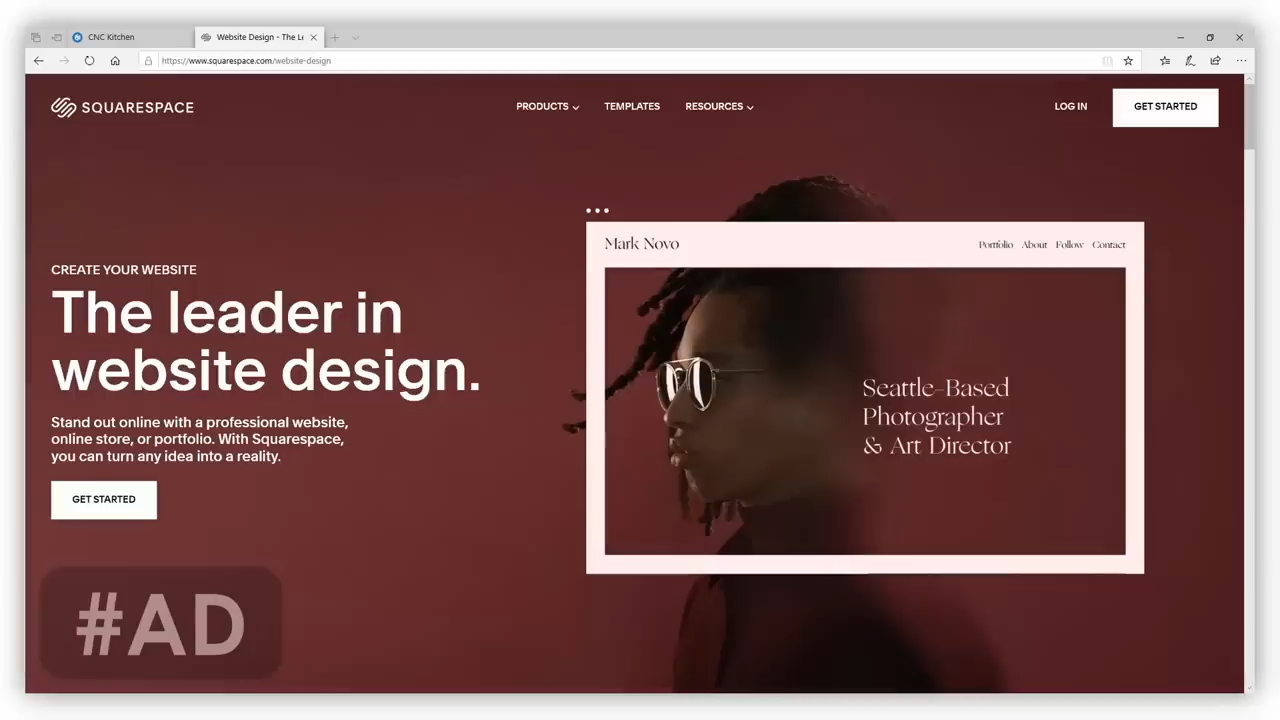 CNC Kitchen
Website Design - The Le
https://www.squarespace.com/website-design
SQUARESPACE
PRODUCTS
TEMPLATES
RESOURCES
LOG IN
GET STARTED
CREATE YOUR WEBSITE
The leader in
website design.
Stand out online with a professional website,
online store, or portfolio. With Squarespace,
you can turn any idea into a reality.
GET STARTED
Mark Novo
Portfolio
About
Follow
Contact
Seattle-Based
Photographer
& Art Director
#AD